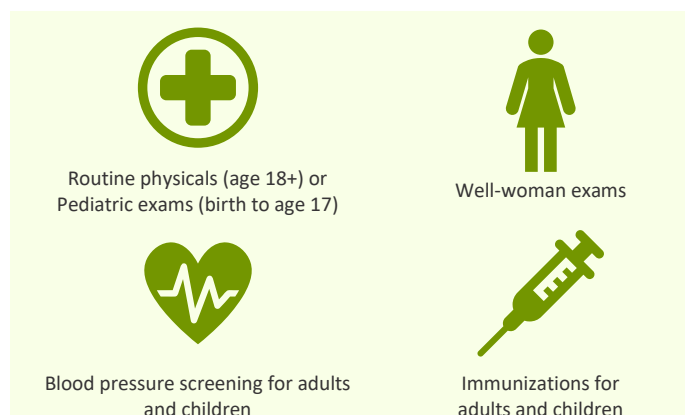 Routine physicals (age 18+) or
Pediatric exams (birth to age 17)
Well-woman exams
Blood pressure screening for adults
and children
Immunizations for
adults and children